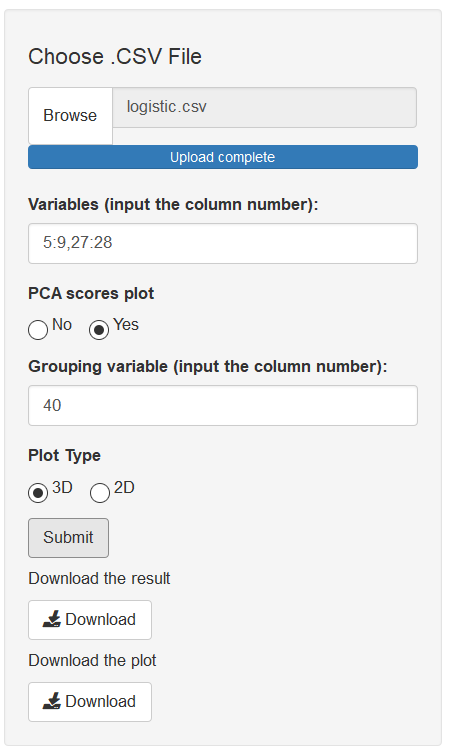 Choose .CSV File
Browse logistic.csv
Upload complete
Variables (input the column number):
5:9,27:28
PCA scores plot
No Yes
Grouping variable (input the column number):
40
Plot Type
3D 2D
Submit
Download the result
Download
Download the plot
Download